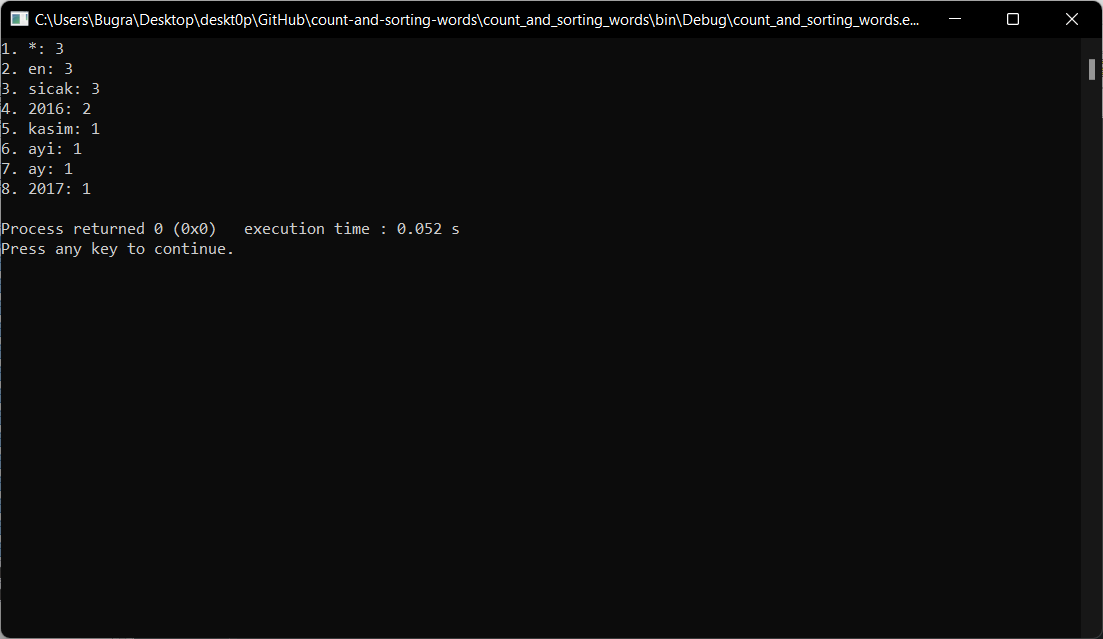 C:\Users\Bugra\Desktop\deskt0p\GitHub\count-and-sorting-words\count_and_sorting_words\bin\Debug\count_and_sorting_words.e...
1. *: 3
2. en: 3
3. sicak: 3
4. 2016: 2
5. kasim: 1
6. ayi: 1
7. ay: 1
8. 2017: 1
Process returned 0 (0x0)   execution time : 0.052 s
Press any key to continue.